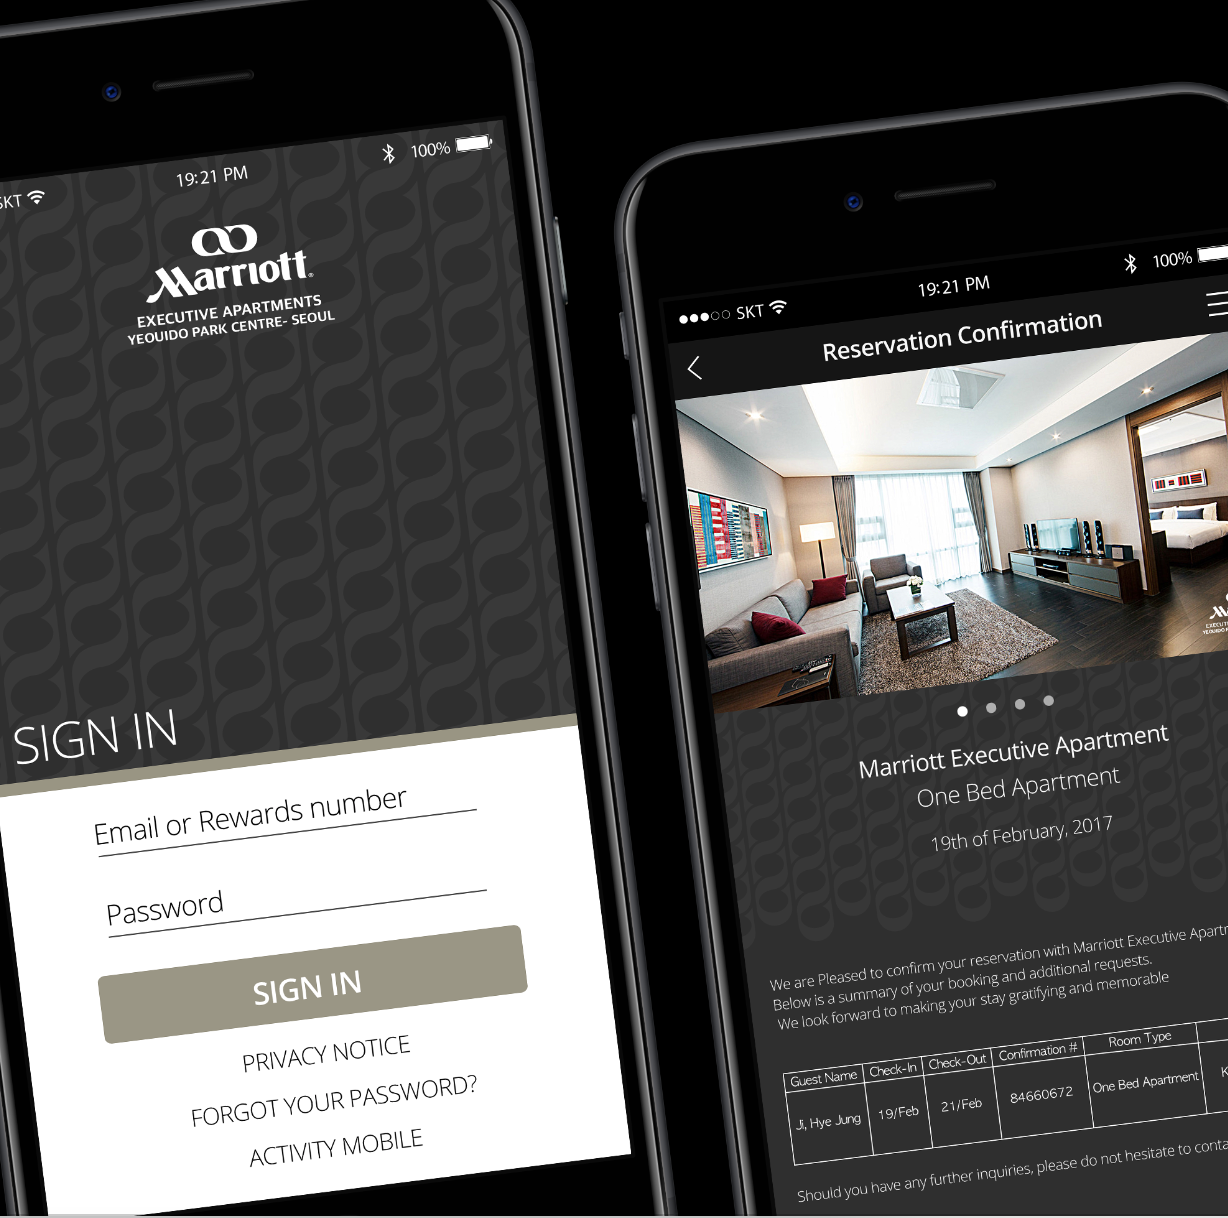 SKT
19:21 PM
100%
Marriott
EXECUTIVE APARTMENTS
YEOUIDO PARK CENTRE- SEOUL
SIGN IN
Email or Rewards number
Password
SIGN IN
PRIVACY NOTICE
FORGOT YOUR PASSWORD?
ACTIVITY MOBILE
SKT
19:21 PM
100%
Reservation Confirmation
Marriott Executive Apartment
One Bed Apartment
19th of February, 2017
We are Pleased to confirm your reservation with Marriott Executive
Below is a summary of your booking and additional requests.
We look forward to making your stay gratifying and memorable
Guest Name Check-In Check-Out Confirmation # Room Type
Ji, Hye Jung 19/Feb 21/Feb 84660672 One Bed Apartment
Should you have any further inquiries, please do not hesitate to